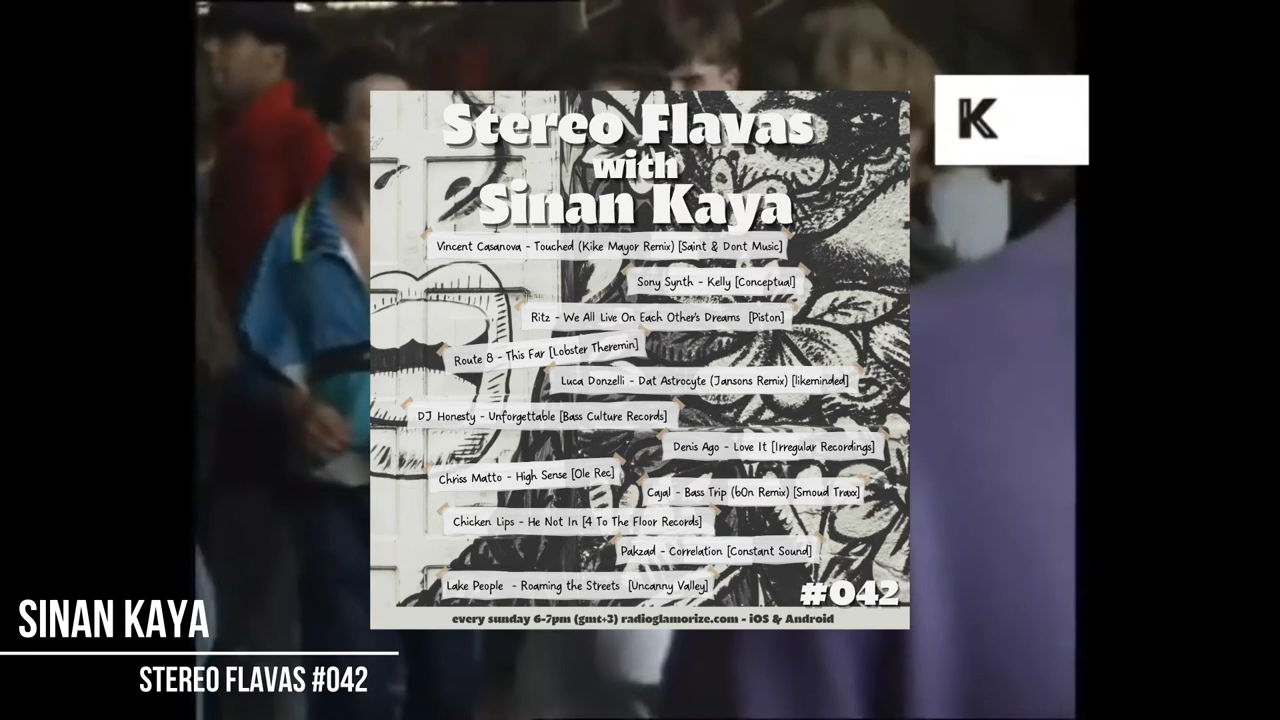 Stereo Flavas
with
Sinan Kaya
K
Vincent Casanova - Touched (Kike Mayor Remix) [Saint & Dont Music]
Sony Synth - Kelly [Conceptual]
Ritz - We All Live On Each Other's Dreams [Piston]
Route 8 - This Far [Lobster Theremin]
Luca Donzelli - Dat Astrocyte (Jansons Remix) [likeminded]
DJ Honesty - Unforgettable [Bass Culture Records]
Denis Ago - Love It [Irregular Recordings]
Chriss Matto - High Sense [Ole Rec]
Cajal - Bass Trip (b0n Remix) [Smoud Traxx]
Chicken Lips - He Not In [4 To The Floor Records]
Pakzad - Correlation [Constant Sound]
Lake People - Roaming the Streets [Uncanny Valley]
#042
every sunday 6-7pm (gmt+3) radioglamorize.com - iOS & Android
SINAN KAYA
STEREO FLAVAS #042